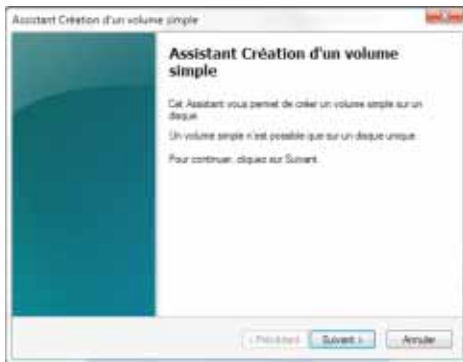 Assistant Création d'un volume simple
Assistant Création d'un volume
simple
Cet Assistant vous permet de créer un volume simple sur un
disque.
Un volume simple n'est possible que sur un disque unique.
Pour continuer, cliquez sur Suivant.
< Précédent
Suivant >
Annuler